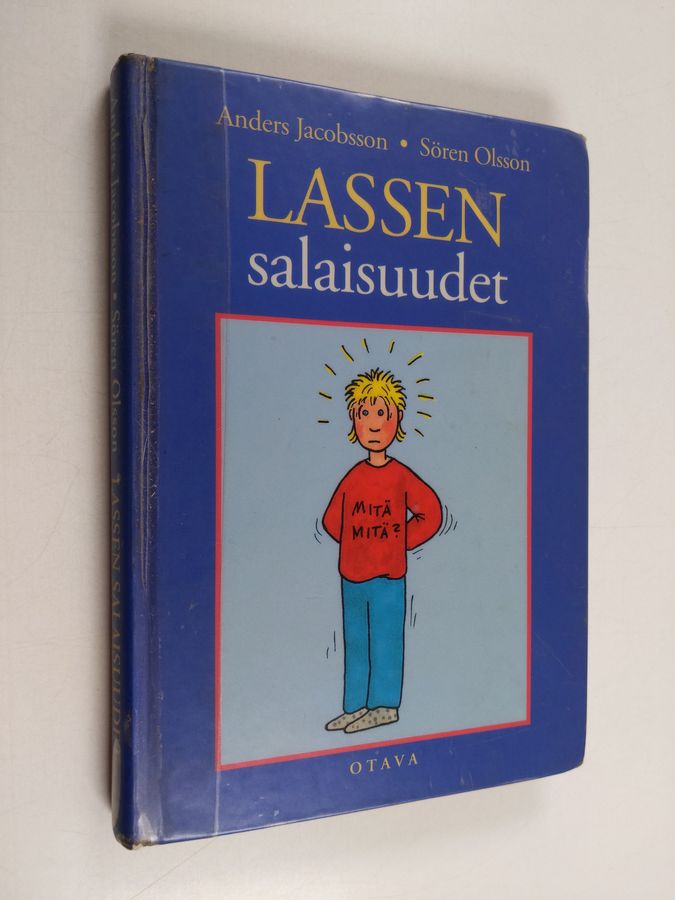 Anders Jacobsson • Sören Olsson
LASSEN
salaisuudet
MITÄ
MITÄ?
OTAVA
Anders Jacobsson • Sören Olsson LASSEN SALAISUUDET